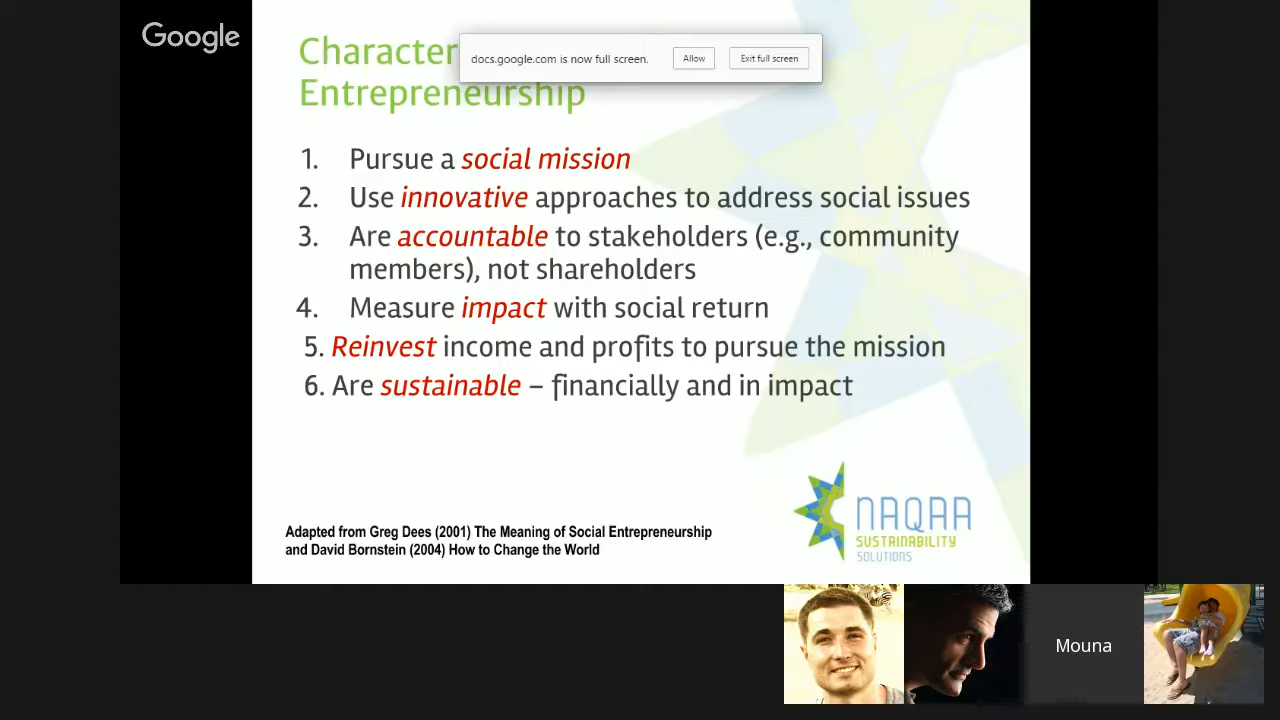 Google
Character
docs.google.com is now full screen.
Allow
Exit full screen
Entrepreneurship
1. Pursue a social mission
2. Use innovative approaches to address social issues
3. Are accountable to stakeholders (e.g., community
members), not shareholders
4. Measure impact with social return
5. Reinvest income and profits to pursue the mission
6. Are sustainable – financially and in impact
Adapted from Greg Dees (2001) The Meaning of Social Entrepreneurship
and David Bornstein (2004) How to Change the World
NAQAA
SUSTAINABILITY
SOLUTIONS
Mouna